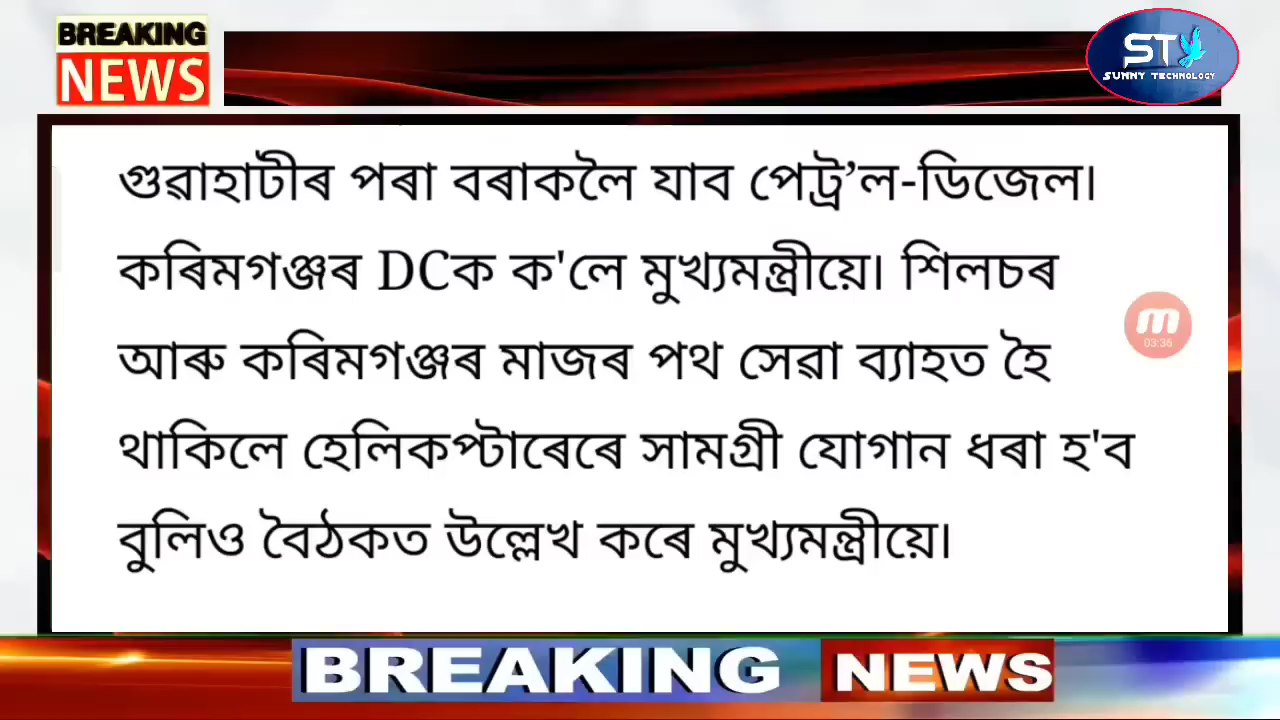 BREAKING
NEWS
ST
SUNNY TECHNOLOGY
গুৱাহাটীৰ পৰা বৰাকলৈ যাব পেট্ৰ’ল-ডিজেল।
কৰিমগঞ্জৰ DCক ক'লে মুখ্যমন্ত্ৰীয়ে। শিলচৰ
আৰু কৰিমগঞ্জৰ মাজৰ পথ সেৱা ব্যাহত হৈ
থাকিলে হেলিকপ্টাৰেৰে সামগ্ৰী যোগান ধৰা হ'ব
বুলিও বৈঠকত উল্লেখ কৰে মুখ্যমন্ত্ৰীয়ে।
03:36
BREAKING NEWS